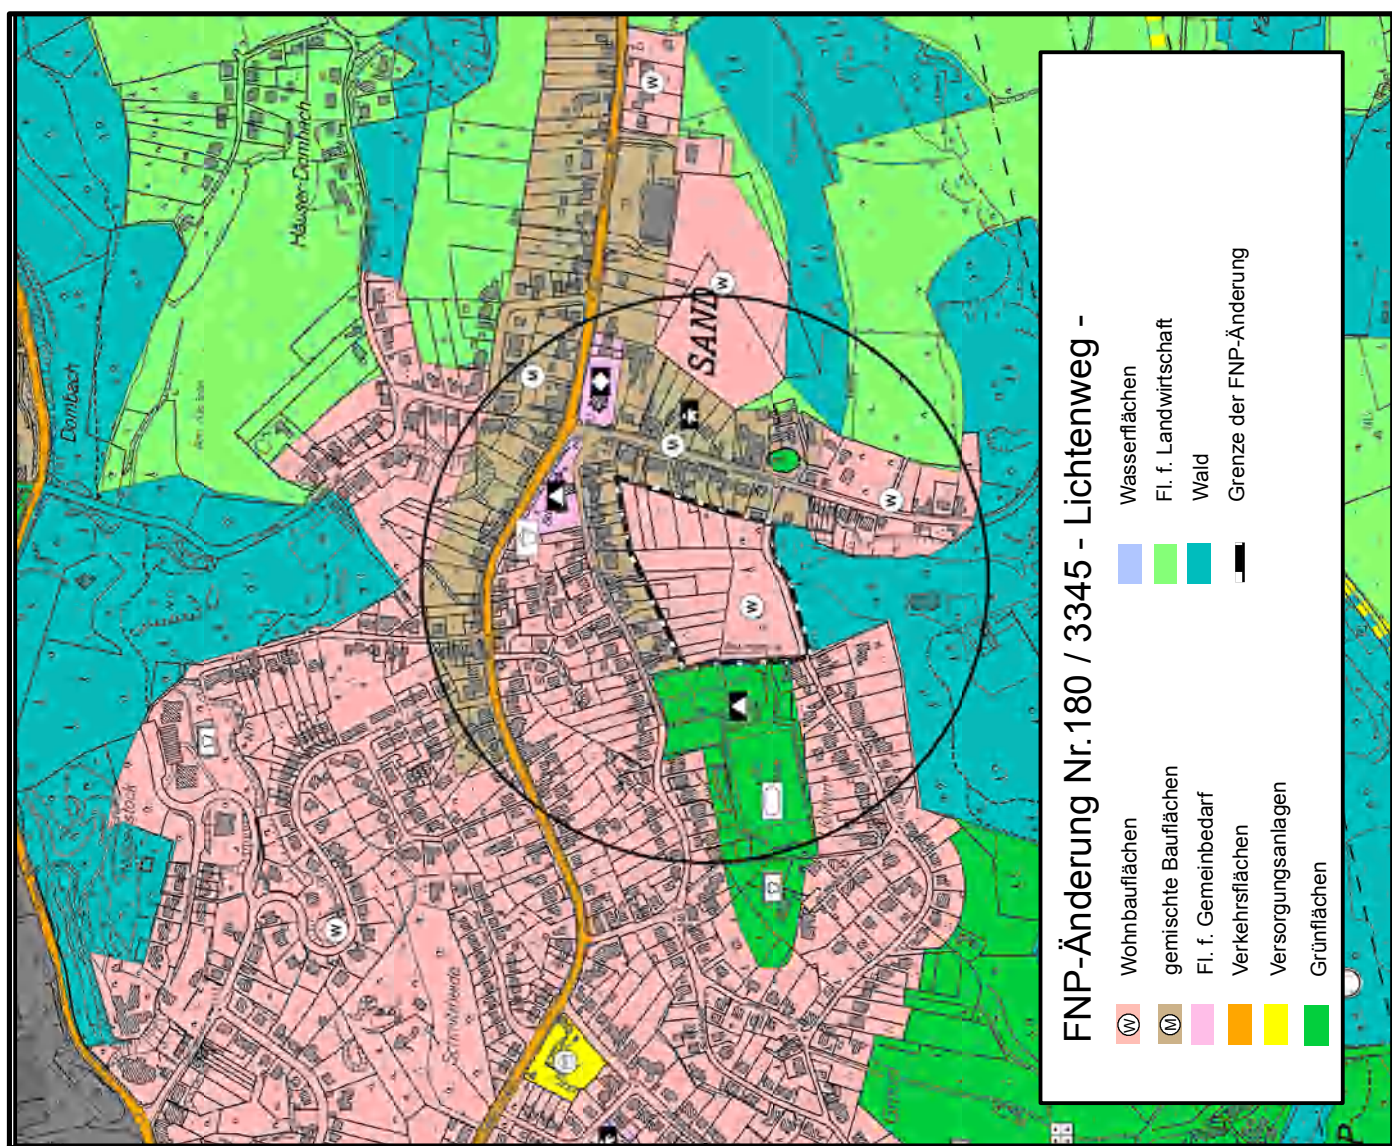 FNP-Änderung Nr.180 / 3345 - Lichtenweg -
W Wohnbauflächen
M gemischte Bauflächen
Fl. f. Gemeinbedarf
Verkehrsflächen
Versorgungsanlagen
Grünflächen
Wasserflächen
Fl. f. Landwirtschaft
Wald
Grenze der FNP-Änderung
Dombach
Häuser Dombach
SAND
W
W
W
W
W
M
M